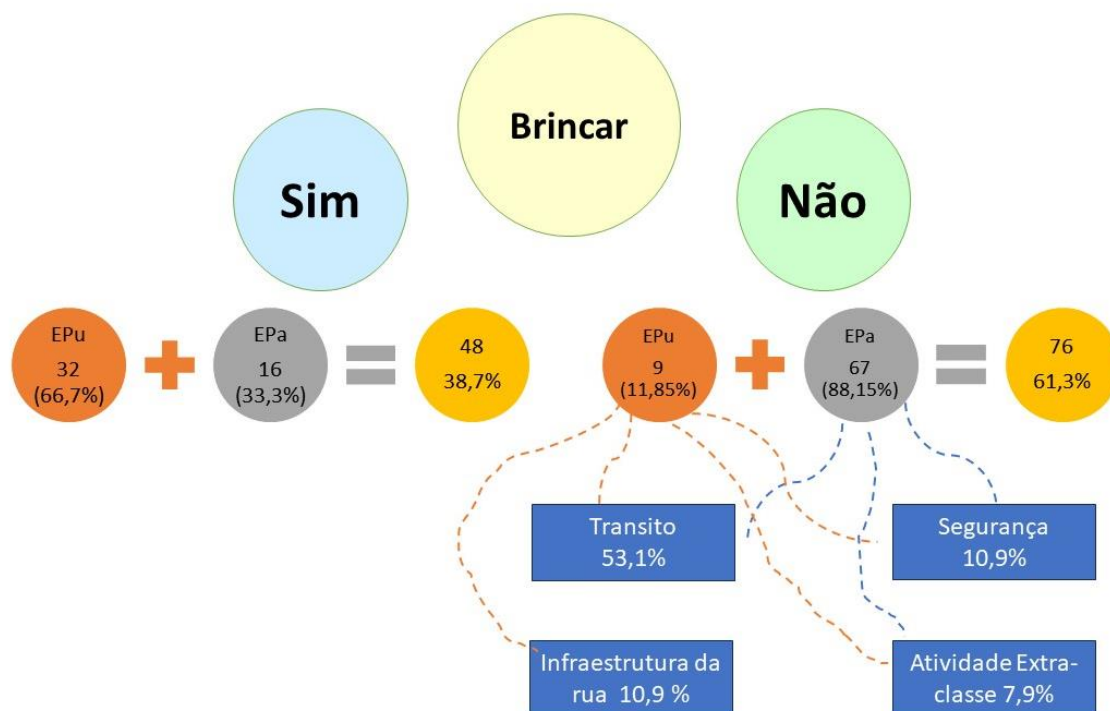 Brincar
Sim
Não
EPu
32
(66,7%)
EPa
16
(33,3%)
48
38,7%
EPu
9
(11,85%)
EPa
67
(88,15%)
76
61,3%
Transito
53,1%
Segurança
10,9%
Infraestrutura da
rua 10,9 %
Atividade Extra-
classe 7,9%